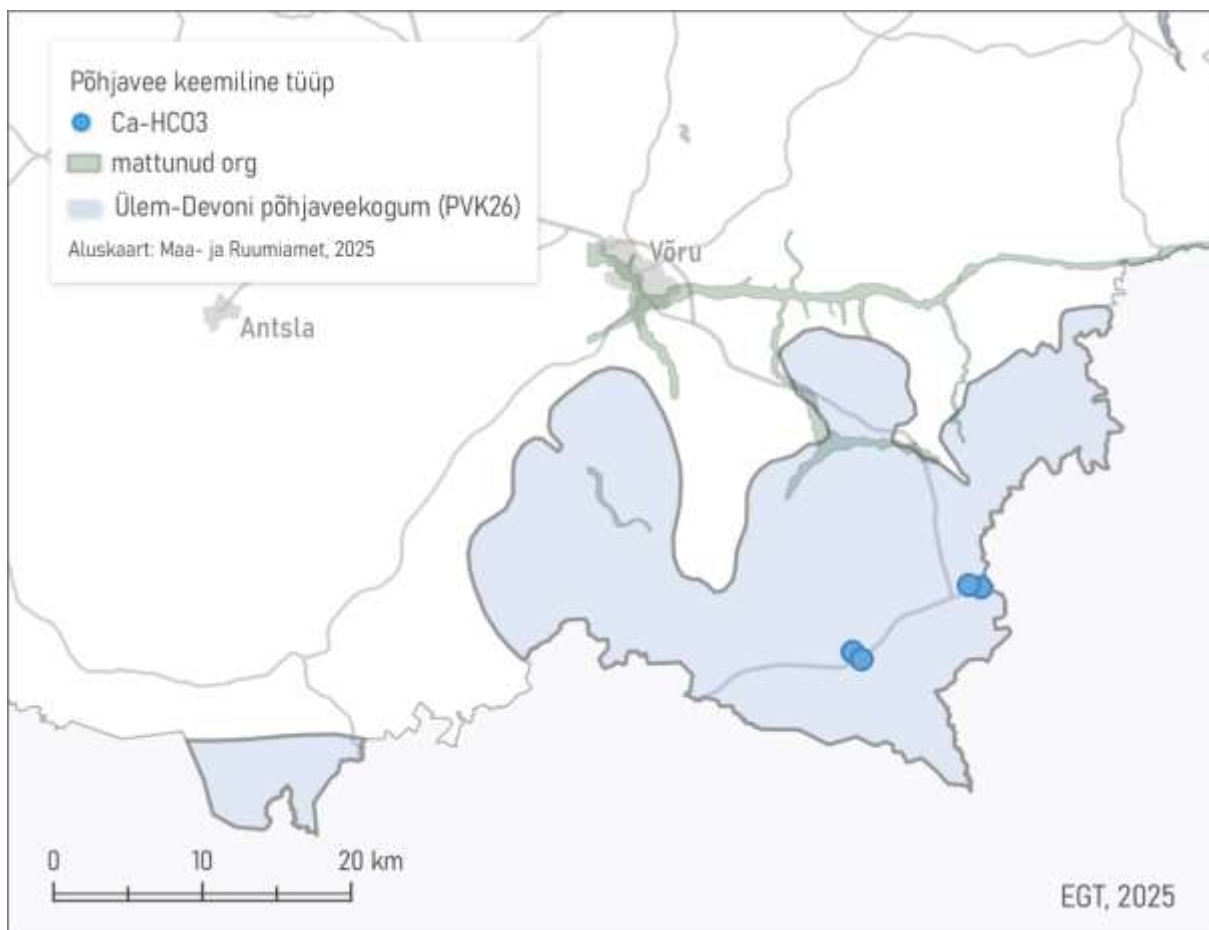 Põhjavee keemiline tüüp
Ca-HCO3
mattunud org
Ülem-Devoni põhjaveekogum (PVK26)
Aluskaart: Maa- ja Ruumiamet, 2025
Võru
Antsla
0 10 20 km
EGT, 2025